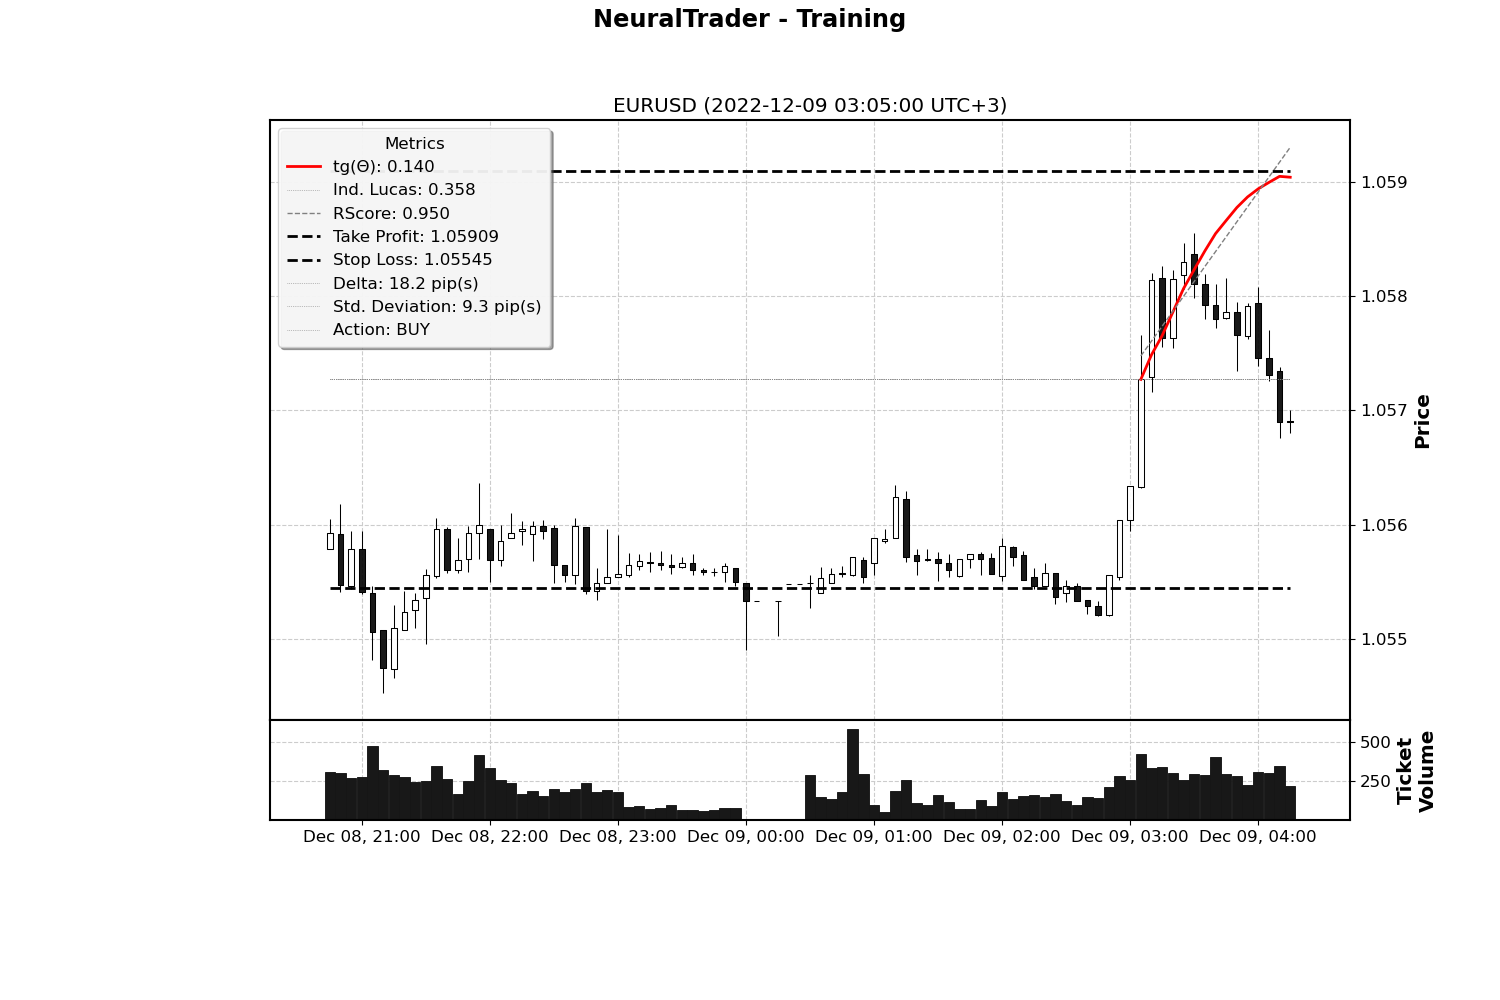 NeuralTrader - Training
EURUSD (2022-12-09 03:05:00 UTC+3)
Metrics
tg(Θ): 0.140
Ind. Lucas: 0.358
RScore: 0.950
Take Profit: 1.05909
Stop Loss: 1.05545
Delta: 18.2 pip(s)
Std. Deviation: 9.3 pip(s)
Action: BUY
1.059
1.058
1.057
1.056
1.055
Price
500
250
Ticket
Volume
Dec 08, 21:00 Dec 08, 22:00 Dec 08, 23:00 Dec 09, 00:00 Dec 09, 01:00 Dec 09, 02:00 Dec 09, 03:00 Dec 09, 04:00